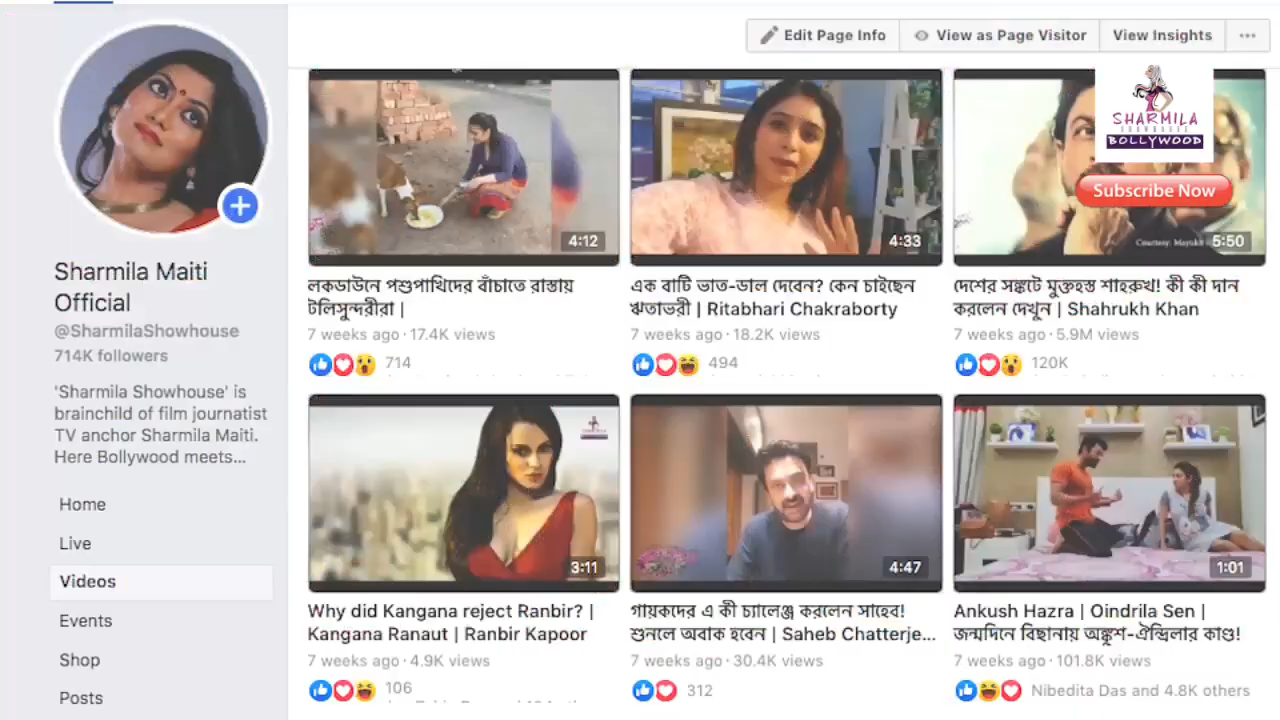 Edit Page Info
View as Page Visitor
View Insights
SHARMILA
SHOWHOUSE
BOLLYWOOD
Subscribe Now
4:12
4:33
Courtesy:
5:50
লকডাউনে পশুপাখিদের বাঁচাতে রাস্তায়
টলিসুন্দরীরা |
7 weeks ago · 17.4K views
714
এক বাটি ভাত-ডাল দেবেন? কেন চাইছেন
ঋতাভরী | Ritabhari Chakraborty
7 weeks ago · 18.2K views
494
দেশের সঙ্কটে মুক্তহস্ত শাহরুখ! কী কী দান
করলেন দেখুন | Shahrukh Khan
7 weeks ago · 5.9M views
120K
Sharmila Maiti
Official
@SharmilaShowhouse
714K followers
'Sharmila Showhouse' is
brainchild of film journatist
TV anchor Sharmila Maiti.
Here Bollywood meets...
Home
Live
Videos
Events
Shop
Posts
3:11
4:47
1:01
Why did Kangana reject Ranbir? |
Kangana Ranaut | Ranbir Kapoor
7 weeks ago · 4.9K views
106
গায়কদের এ কী চ্যালেঞ্জ করলেন সাহেব!
শুনলে অবাক হবেন | Saheb Chatterje...
7 weeks ago · 30.4K views
312
Ankush Hazra | Oindrila Sen |
জন্মদিনে বিছানায় অঙ্কুশ-ঐন্দ্রিলার কাণ্ড!
7 weeks ago · 101.8K views
Nibedita Das and 4.8K others